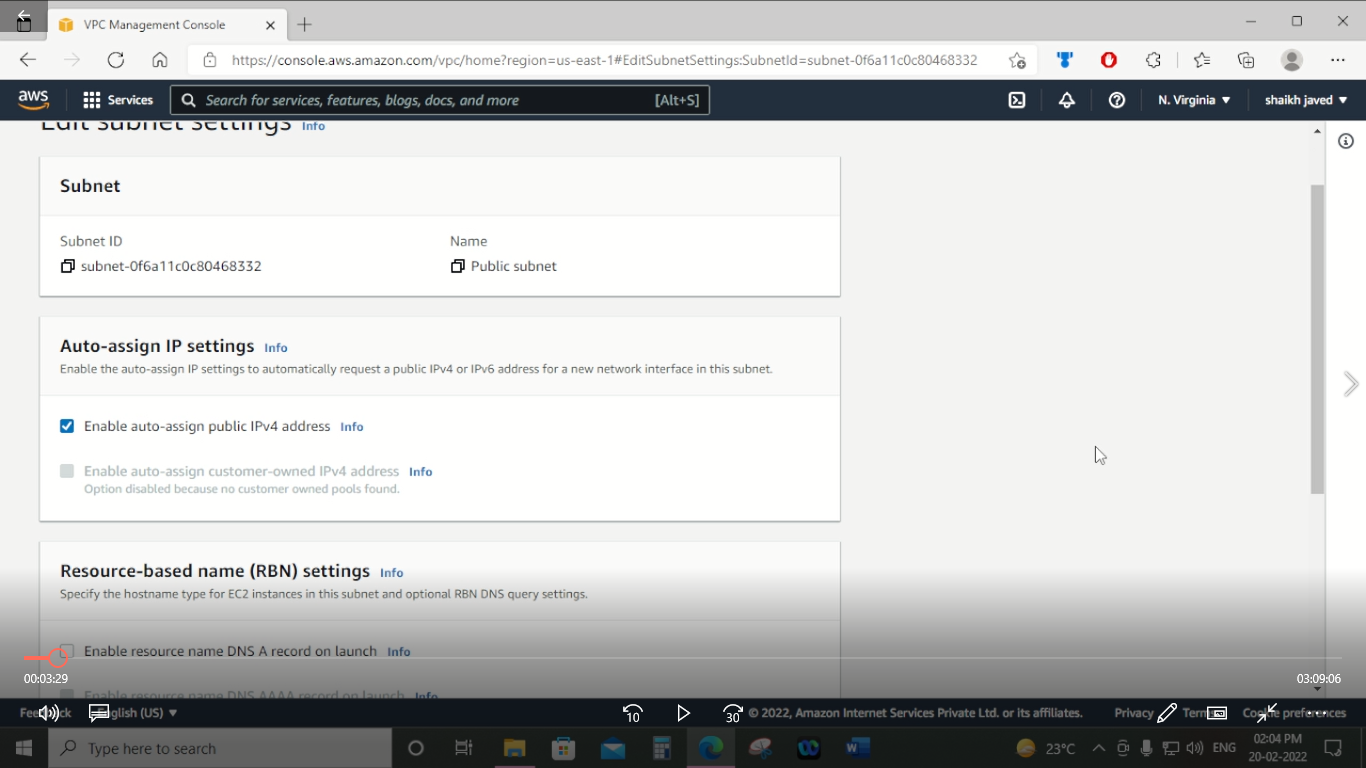 VPC Management Console
https://console.aws.amazon.com/vpc/home?region=us-east-1#EditSubnetSettings:SubnetId=subnet-0f6a11c0c80468332
aws Services Search for services, features, blogs, docs, and more [Alt+S] N. Virginia shaikh javed
Edit subnet settings Info
Subnet
Subnet ID Name
subnet-0f6a11c0c80468332 Public subnet
Auto-assign IP settings Info
Enable the auto-assign IP settings to automatically request a public IPv4 or IPv6 address for a new network interface in this subnet.
Enable auto-assign public IPv4 address Info
Enable auto-assign customer-owned IPv4 address Info
Option disabled because no customer owned pools found.
Resource-based name (RBN) settings Info
Specify the hostname type for EC2 instances in this subnet and optional RBN DNS query settings.
Enable resource name DNS A record on launch Info
00:03:29 03:09:06
Enable resource name DNS AAAA record on launch Info
English (US) 10 30 © 2022, Amazon Internet Services Private Ltd. or its affiliates. Privacy Terms Cookie preferences
Type here to search 23°C ENG 02:04 PM
20-02-2022